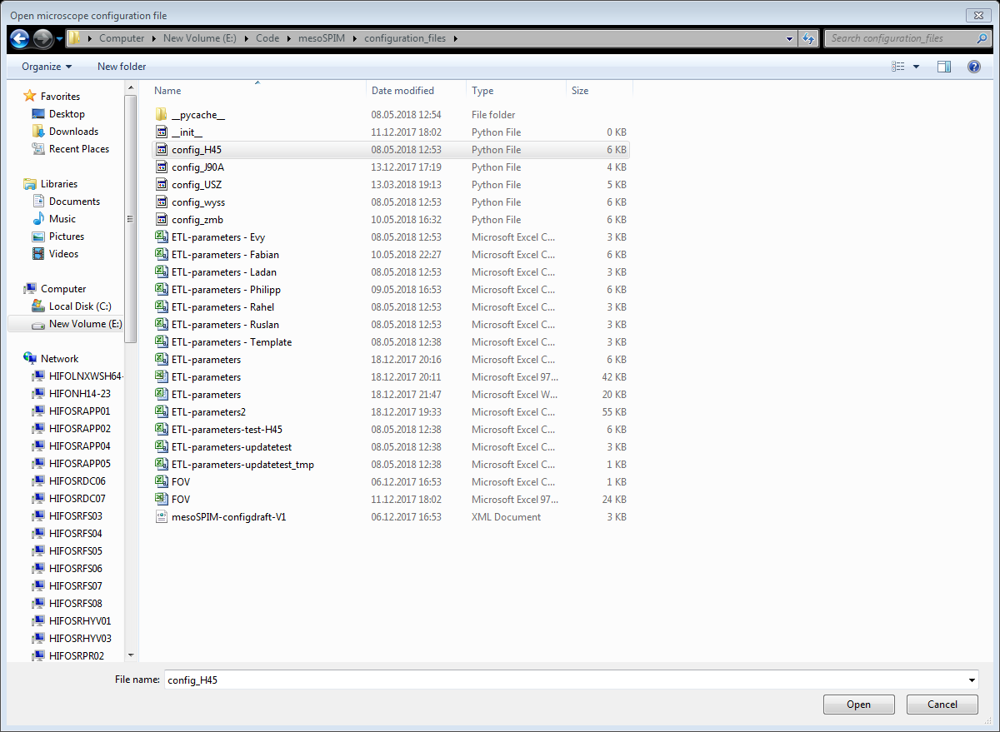 Open microscope configuration file
Computer New Volume (E:) Code mesoSPIM configuration_files Search configuration_files
Organize New folder
Favorites
Desktop
Downloads
Recent Places
Libraries
Documents
Music
Pictures
Videos
Computer
Local Disk (C:)
New Volume (E:)
Network
HIFOLNXWSH64-
HIFONH14-23
HIFOSRAPP01
HIFOSRAPP02
HIFOSRAPP04
HIFOSRAPP05
HIFOSRDC06
HIFOSRDC07
HIFOSRFS03
HIFOSRFS04
HIFOSRFS05
HIFOSRFS06
HIFOSRFS07
HIFOSRFS08
HIFOSRHYV01
HIFOSRHYV03
HIFOSRPR02
Name Date modified Type Size
__pycache__ 08.05.2018 12:54 File folder
__init__ 11.12.2017 18:02 Python File 0 KB
config_H45 08.05.2018 12:53 Python File 6 KB
config_J90A 13.12.2017 17:19 Python File 4 KB
config_USZ 13.03.2018 19:13 Python File 5 KB
config_wyss 08.05.2018 12:53 Python File 6 KB
config_zmb 10.05.2018 16:32 Python File 6 KB
ETL-parameters - Evy 08.05.2018 12:53 Microsoft Excel C... 3 KB
ETL-parameters - Fabian 10.05.2018 22:27 Microsoft Excel C... 6 KB
ETL-parameters - Ladan 08.05.2018 12:53 Microsoft Excel C... 3 KB
ETL-parameters - Philipp 09.05.2018 16:53 Microsoft Excel C... 6 KB
ETL-parameters - Rahel 08.05.2018 12:53 Microsoft Excel C... 3 KB
ETL-parameters - Ruslan 08.05.2018 12:53 Microsoft Excel C... 3 KB
ETL-parameters - Template 08.05.2018 12:38 Microsoft Excel C... 3 KB
ETL-parameters 18.12.2017 20:16 Microsoft Excel C... 6 KB
ETL-parameters 18.12.2017 20:11 Microsoft Excel 97... 42 KB
ETL-parameters 18.12.2017 21:47 Microsoft Excel W... 20 KB
ETL-parameters2 18.12.2017 19:33 Microsoft Excel C... 55 KB
ETL-parameters-test-H45 08.05.2018 12:38 Microsoft Excel C... 6 KB
ETL-parameters-updatetest 08.05.2018 12:38 Microsoft Excel C... 3 KB
ETL-parameters-updatetest_tmp 08.05.2018 12:38 Microsoft Excel C... 1 KB
FOV 06.12.2017 16:53 Microsoft Excel C... 1 KB
FOV 11.12.2017 18:02 Microsoft Excel 97... 24 KB
mesoSPIM-configdraft-V1 06.12.2017 16:53 XML Document 3 KB
File name: config_H45
Open Cancel